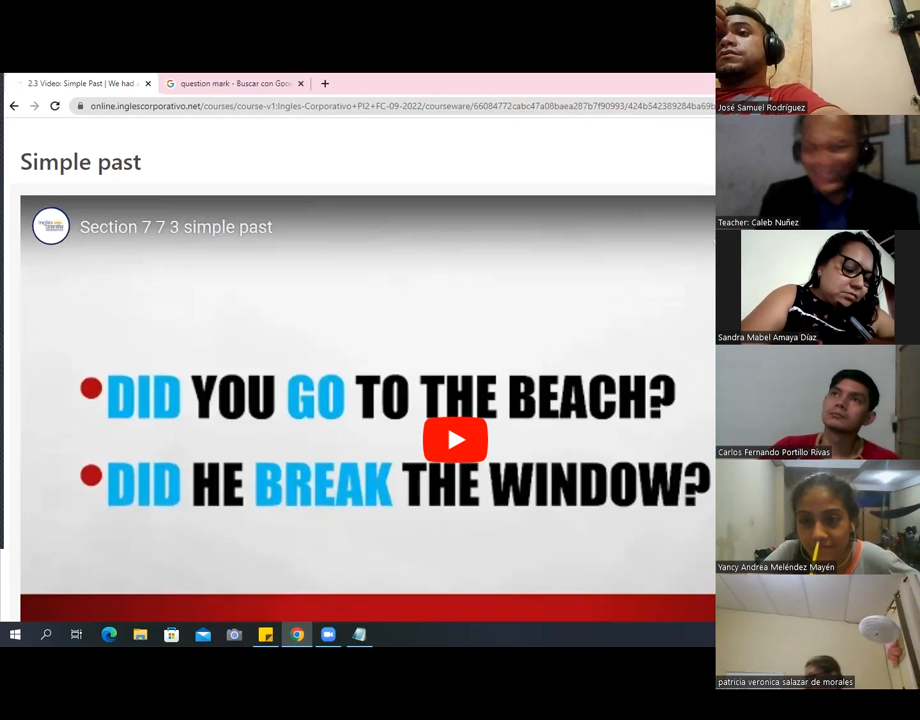 2.3 Video: Simple Past | We had
question mark - Buscar con Goo
online.inglescorporativo.net/courses/course-v1:Ingles-Corporativo+PI2+FC-09-2022/courseware/66084772cabc47a08baea287b7f90993/424b542389284ba69b
Simple past
Section 7 7 3 simple past
•DID YOU GO TO THE BEACH?
•DID HE BREAK THE WINDOW?
José Samuel Rodríguez
Teacher: Caleb Nuñez
Sandra Mabel Amaya Díaz
Carlos Fernando Portillo Rivas
Yancy Andrea Meléndez Mayén
patricia veronica salazar de morales